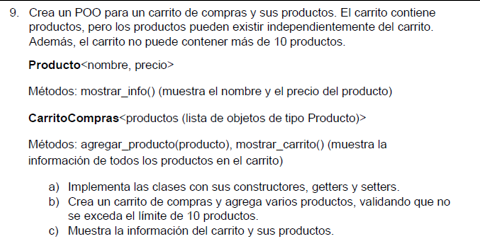 9. Crea un POO para un carrito de compras y sus productos. El carrito contiene
productos, pero los productos pueden existir independientemente del carrito.
Además, el carrito no puede contener más de 10 productos.
Producto<nombre, precio>
Métodos: mostrar_info() (muestra el nombre y el precio del producto)
CarritoCompras<productos (lista de objetos de tipo Producto)>
Métodos: agregar_producto(producto), mostrar_carrito() (muestra la
información de todos los productos en el carrito)
a) Implementa las clases con sus constructores, getters y setters.
b) Crea un carrito de compras y agrega varios productos, validando que no
se exceda el límite de 10 productos.
c) Muestra la información del carrito y sus productos.